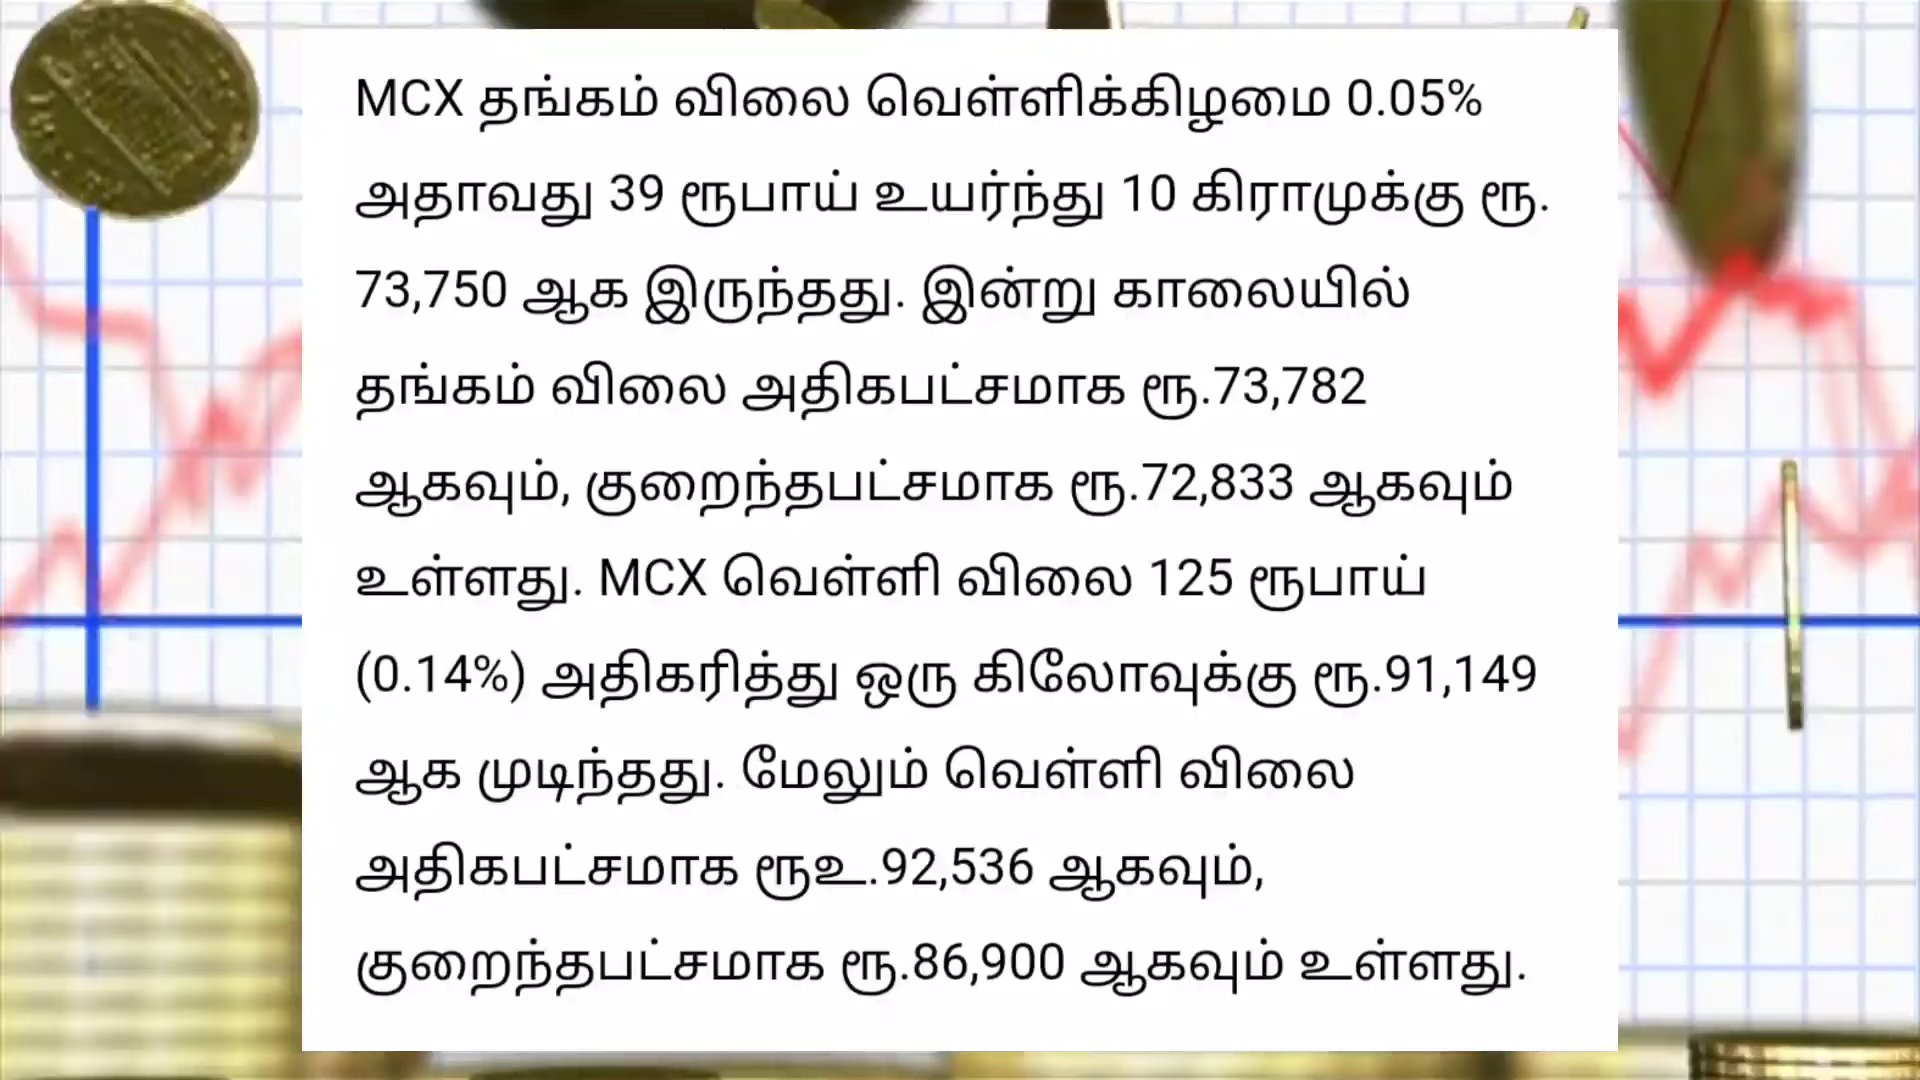 MCX தங்கம் விலை வெள்ளிக்கிழமை 0.05%
அதாவது 39 ரூபாய் உயர்ந்து 10 கிராமுக்கு ரூ.
73,750 ஆக இருந்தது. இன்று காலையில்
தங்கம் விலை அதிகபட்சமாக ரூ.73,782
ஆகவும், குறைந்தபட்சமாக ரூ.72,833 ஆகவும்
உள்ளது. MCX வெள்ளி விலை 125 ரூபாய்
(0.14%) அதிகரித்து ஒரு கிலோவுக்கு ரூ.91,149
ஆக முடிந்தது. மேலும் வெள்ளி விலை
அதிகபட்சமாக ரூஉ.92,536 ஆகவும்,
குறைந்தபட்சமாக ரூ.86,900 ஆகவும் உள்ளது.